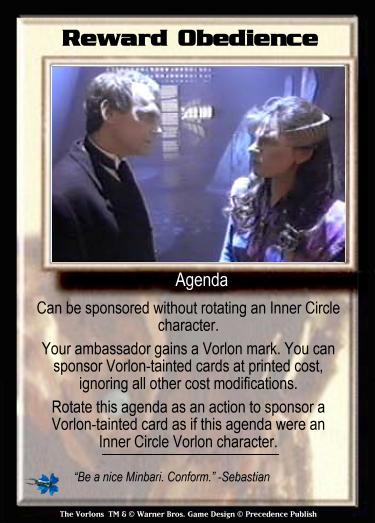 Reward Obedience
Agenda
Can be sponsored without rotating an Inner Circle
character.
Your ambassador gains a Vorlon mark. You can
sponsor Vorlon-tainted cards at printed cost,
ignoring all other cost modifications.
Rotate this agenda as an action to sponsor a
Vorlon-tainted card as if this agenda were an
Inner Circle Vorlon character.
“Be a nice Minbari. Conform.” -Sebastian
The Vorlons TM & © Warner Bros. Game Design © Precedence Publish